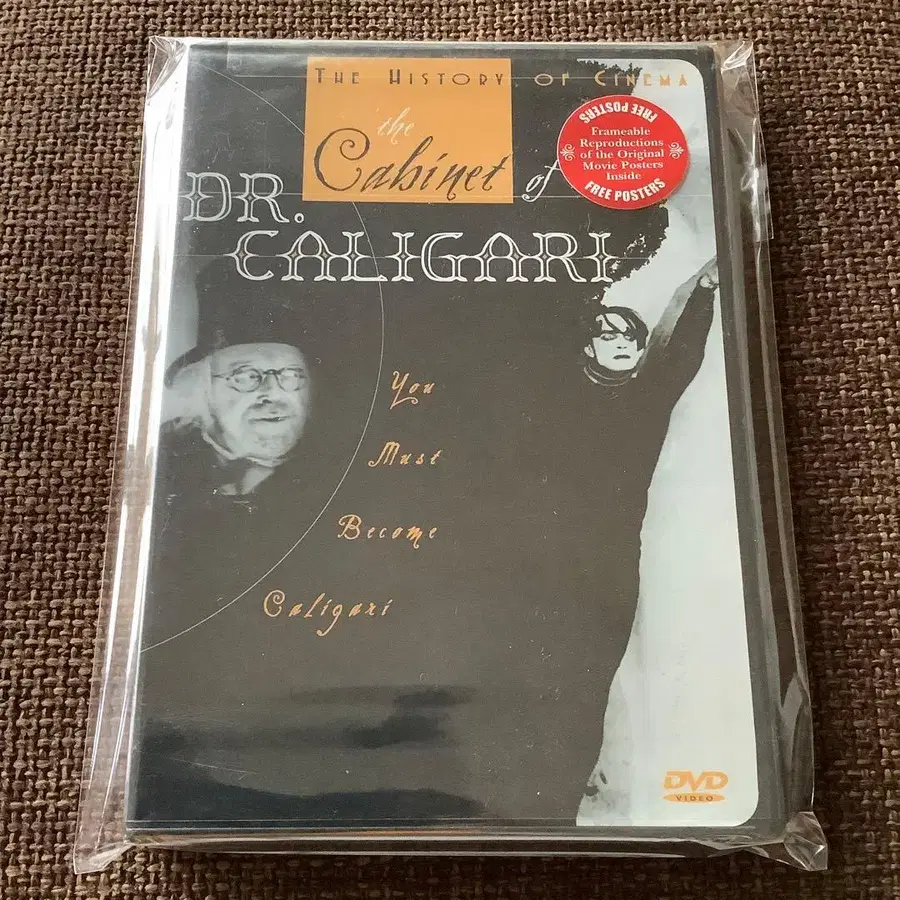 THE HISTORY OF CINEMA
the
Cabinet of
DR.
CALIGARI
FREE POSTERS
Frameable
Reproductions
of the Original
Movie Posters
Inside
FREE POSTERS
You
Must
Become
Caligari
DVD
VIDEO